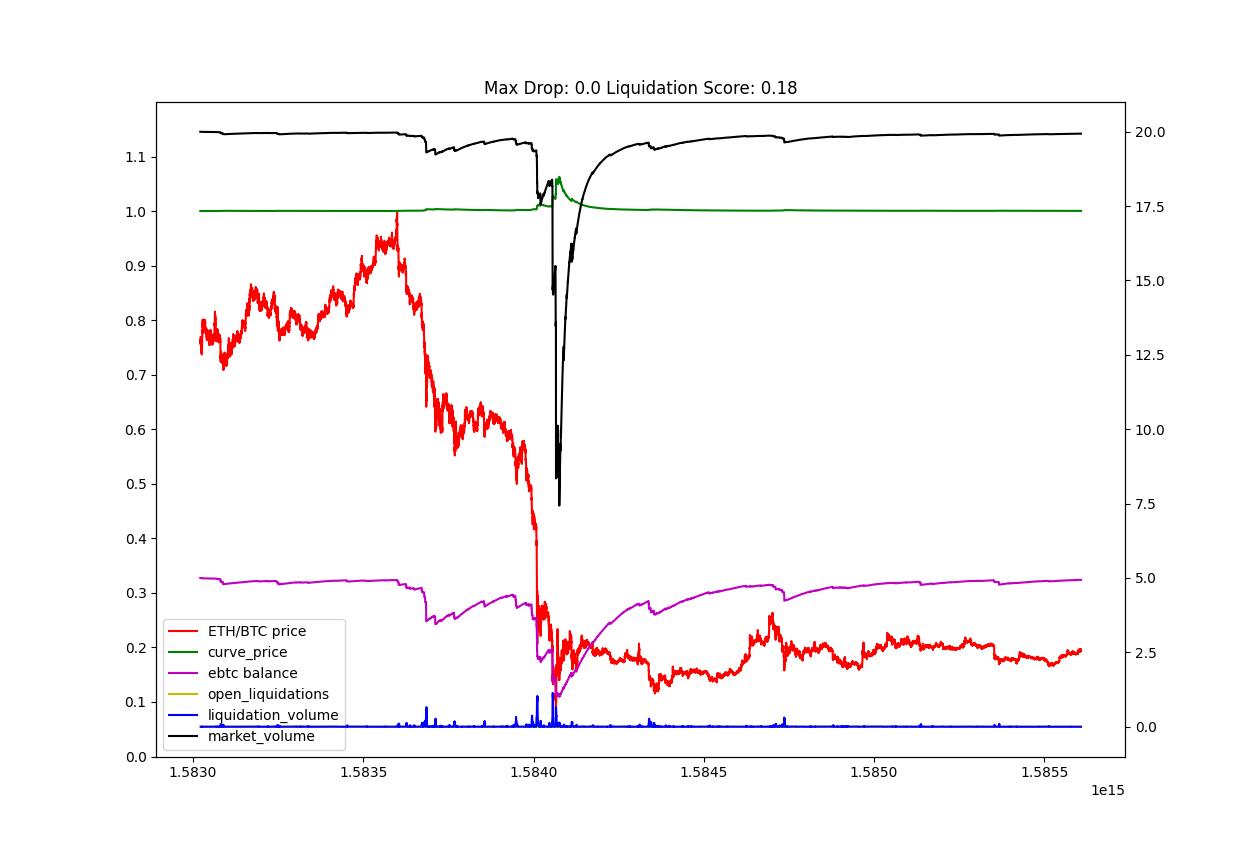 Max Drop: 0.0 Liquidation Score: 0.18
1.1
1.0
0.9
0.8
0.7
0.6
0.5
0.4
0.3
0.2
0.1
0.0
20.0
17.5
15.0
12.5
10.0
7.5
5.0
2.5
0.0
ETH/BTC price
curve_price
ebtc balance
open_liquidations
liquidation_volume
market_volume
1.5830 1.5835 1.5840 1.5845 1.5850 1.5855
1e15